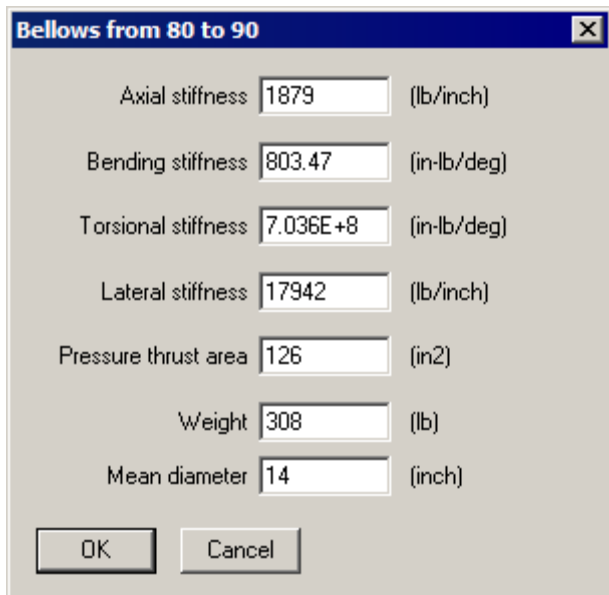 Bellows from 80 to 90
Axial stiffness 1879 (lb/inch)
Bending stiffness 803.47 (in-lb/deg)
Torsional stiffness 7.036E+8 (in-lb/deg)
Lateral stiffness 17942 (lb/inch)
Pressure thrust area 126 (in2)
Weight 308 (lb)
Mean diameter 14 (inch)
OK Cancel